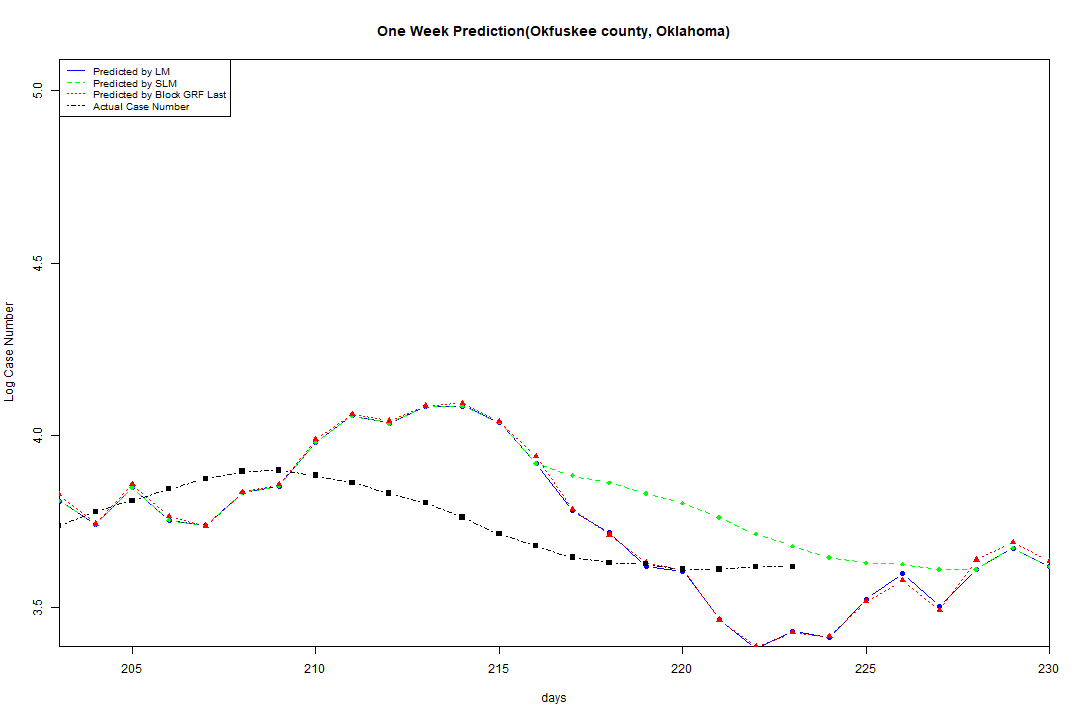 One Week Prediction(Okfuskee county, Oklahoma)
Predicted by LM
Predicted by SLM
Predicted by Block GRF Last
Actual Case Number
5.0
4.5
4.0
3.5
Log Case Number
205 210 215 220 225 230
days